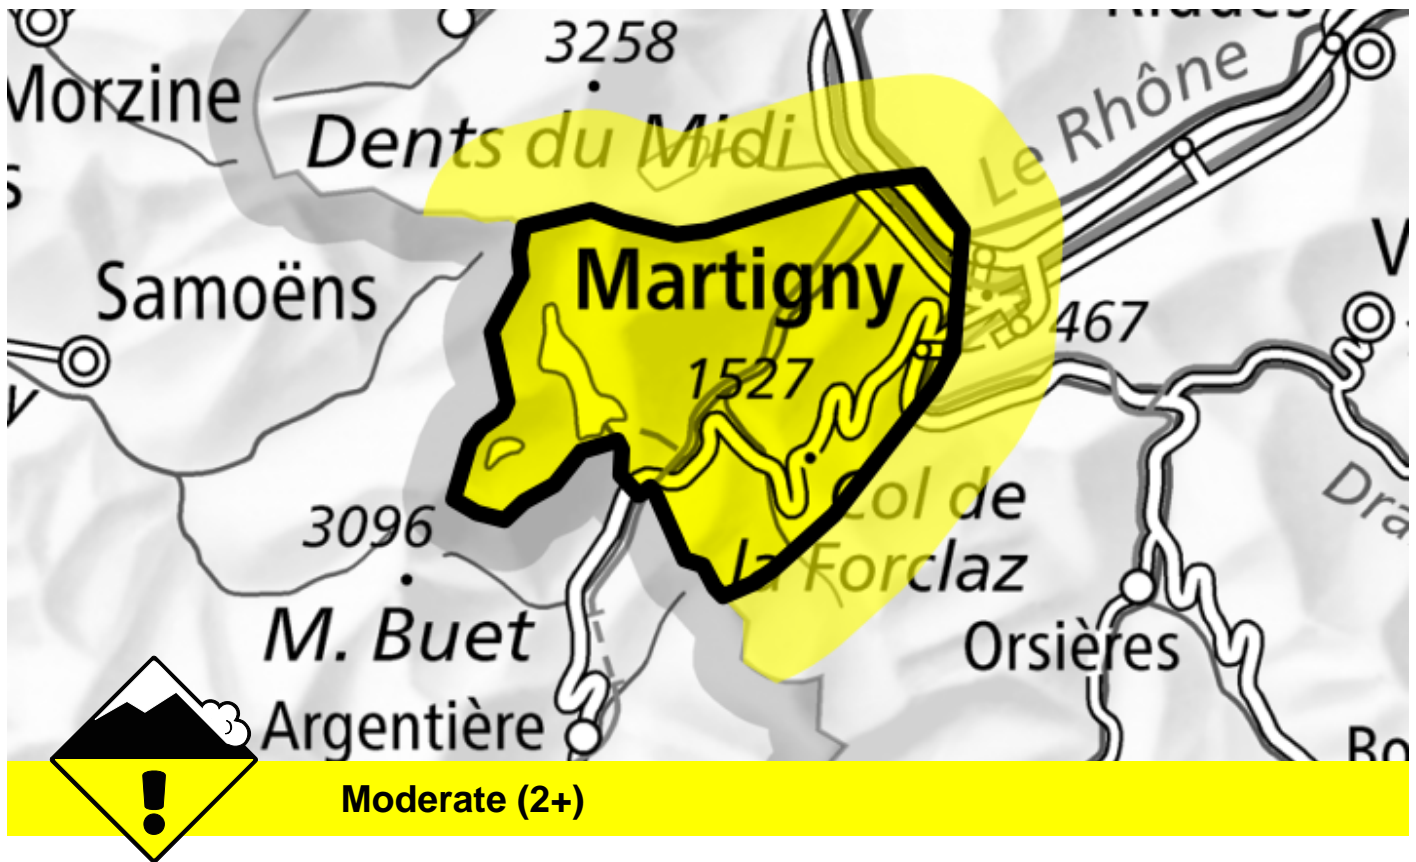 3258
Morzine
Dents du Midi
Le Rhône
Martigny
Samoëns
467
1527
Col de
la Forclaz
3096
M. Buet
Orsières
Argentière
!
Moderate (2+)